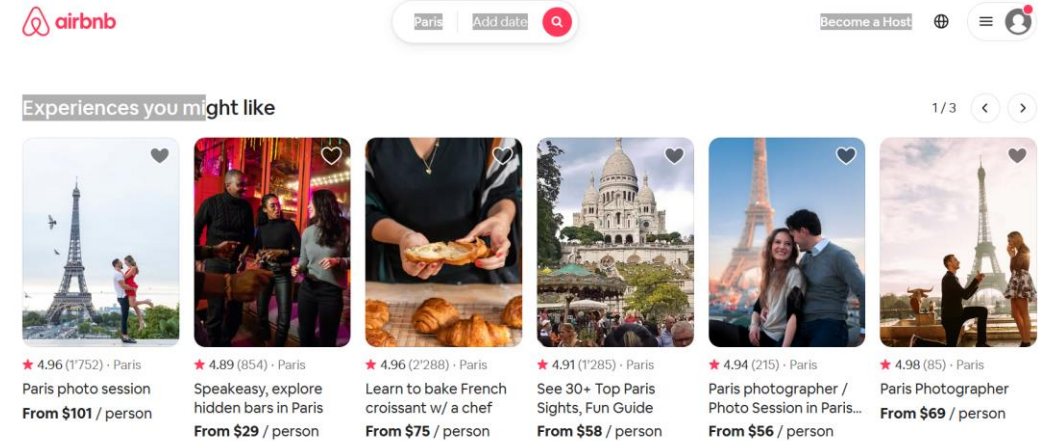 airbnb
Paris
Add date
Become a Host
Experiences you might like
1 / 3
4.96 (1'752) · Paris
Paris photo session
From $101 / person
4.89 (854) · Paris
Speakeasy, explore
hidden bars in Paris
From $29 / person
4.96 (2'288) · Paris
Learn to bake French
croissant w/ a chef
From $75 / person
4.91 (1'285) · Paris
See 30+ Top Paris
Sights, Fun Guide
From $58 / person
4.94 (215) · Paris
Paris photographer /
Photo Session in Paris...
From $56 / person
4.98 (85) · Paris
Paris Photographer
From $69 / person